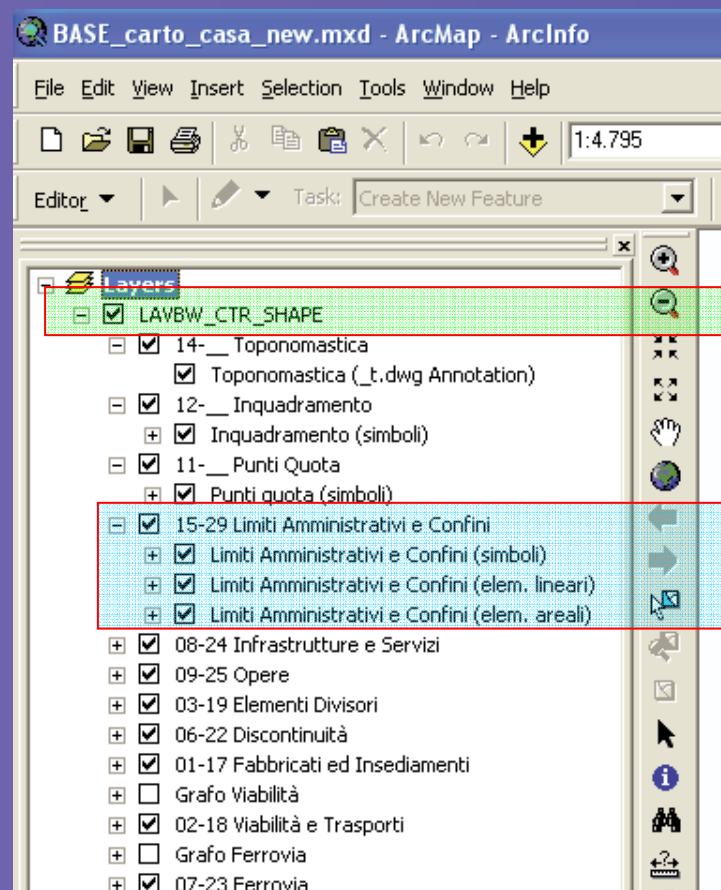 BASE_carto_casa_new.mxd - ArcMap - ArcInfo
File Edit View Insert Selection Tools Window Help
1:4.795
Editor Task: Create New Feature
Layers
LAVBW_CTR_SHAPE
14-__ Toponomastica
Toponomastica (_t.dwg Annotation)
12-__ Inquadramento
Inquadramento (simboli)
11-__ Punti Quota
Punti quota (simboli)
15-29 Limiti Amministrativi e Confini
Limiti Amministrativi e Confini (simboli)
Limiti Amministrativi e Confini (elem. lineari)
Limiti Amministrativi e Confini (elem. areali)
08-24 Infrastrutture e Servizi
09-25 Opere
03-19 Elementi Divisori
06-22 Discontinuità
01-17 Fabbricati ed Insediamenti
Grafo Viabilità
02-18 Viabilità e Trasporti
Grafo Ferrovia
07-23 Ferrovia